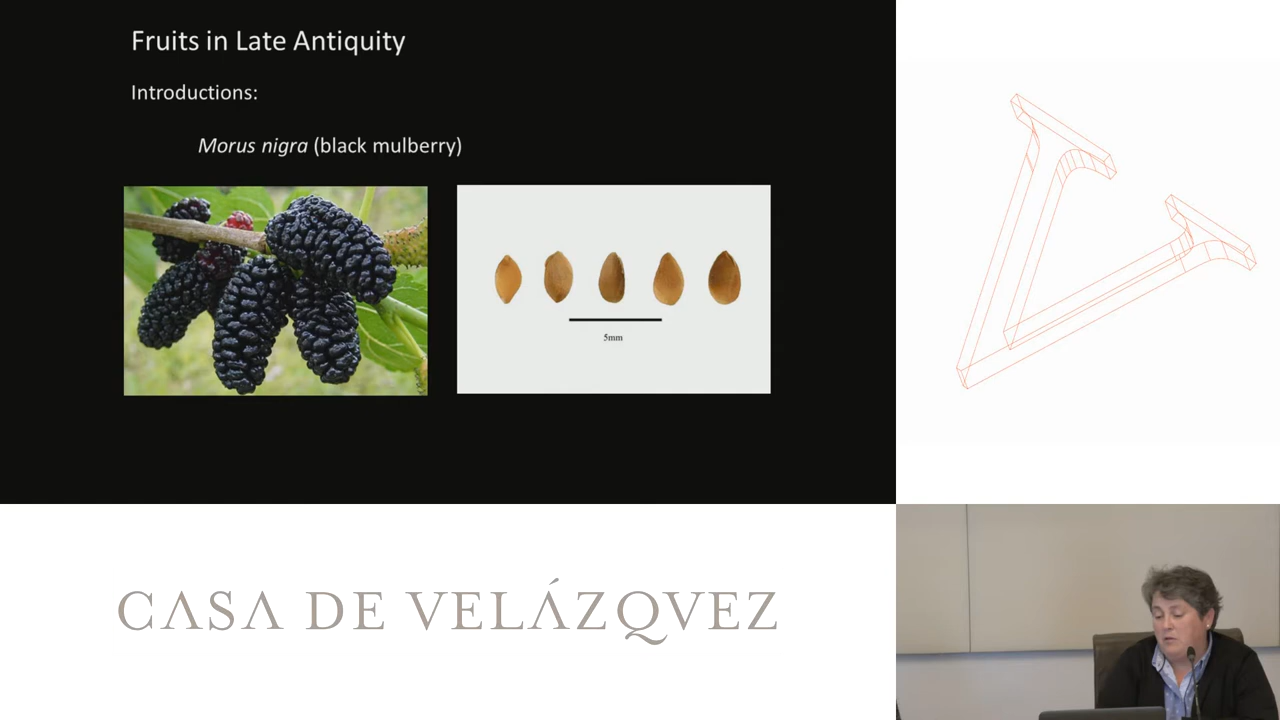 Fruits in Late Antiquity
Introductions:
Morus nigra (black mulberry)
5mm
CASA DE VELÁZQVEZ